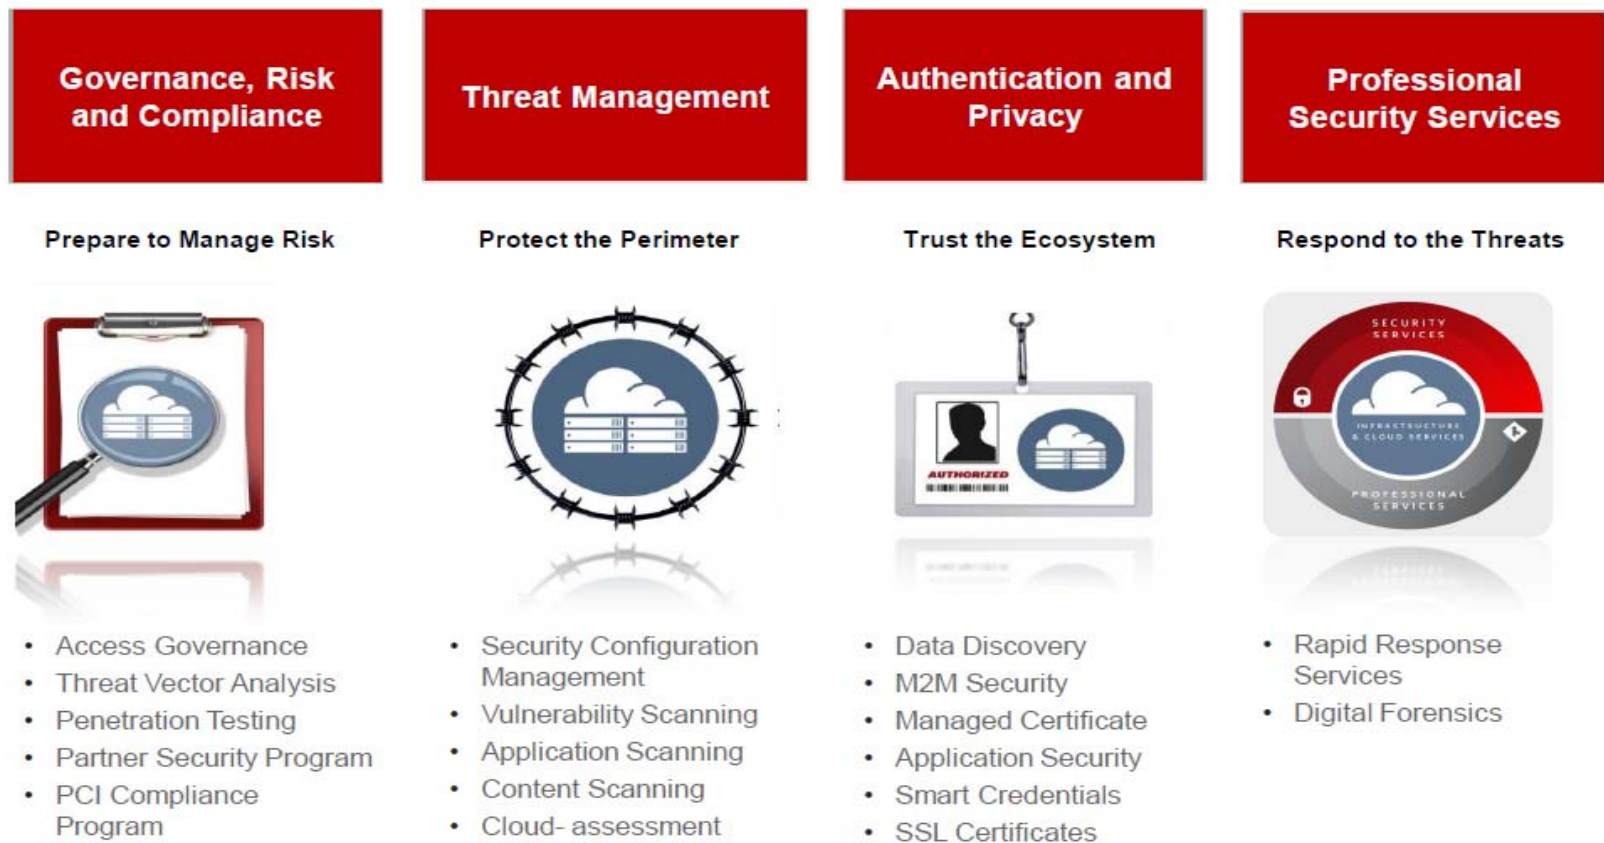 Governance, Risk
and Compliance
Threat Management
Authentication and
Privacy
Professional
Security Services
Prepare to Manage Risk
Protect the Perimeter
Trust the Ecosystem
Respond to the Threats
AUTHORIZED
SECURITY
SERVICES
INFRASTRUCTURE
& CLOUD SERVICES
PROFESSIONAL
SERVICES
• Access Governance
• Threat Vector Analysis
• Penetration Testing
• Partner Security Program
• PCI Compliance
Program
• Security Configuration
Management
• Vulnerability Scanning
• Application Scanning
• Content Scanning
• Cloud- assessment
• Data Discovery
• M2M Security
• Managed Certificate
• Application Security
• Smart Credentials
• SSL Certificates
• Rapid Response
Services
• Digital Forensics